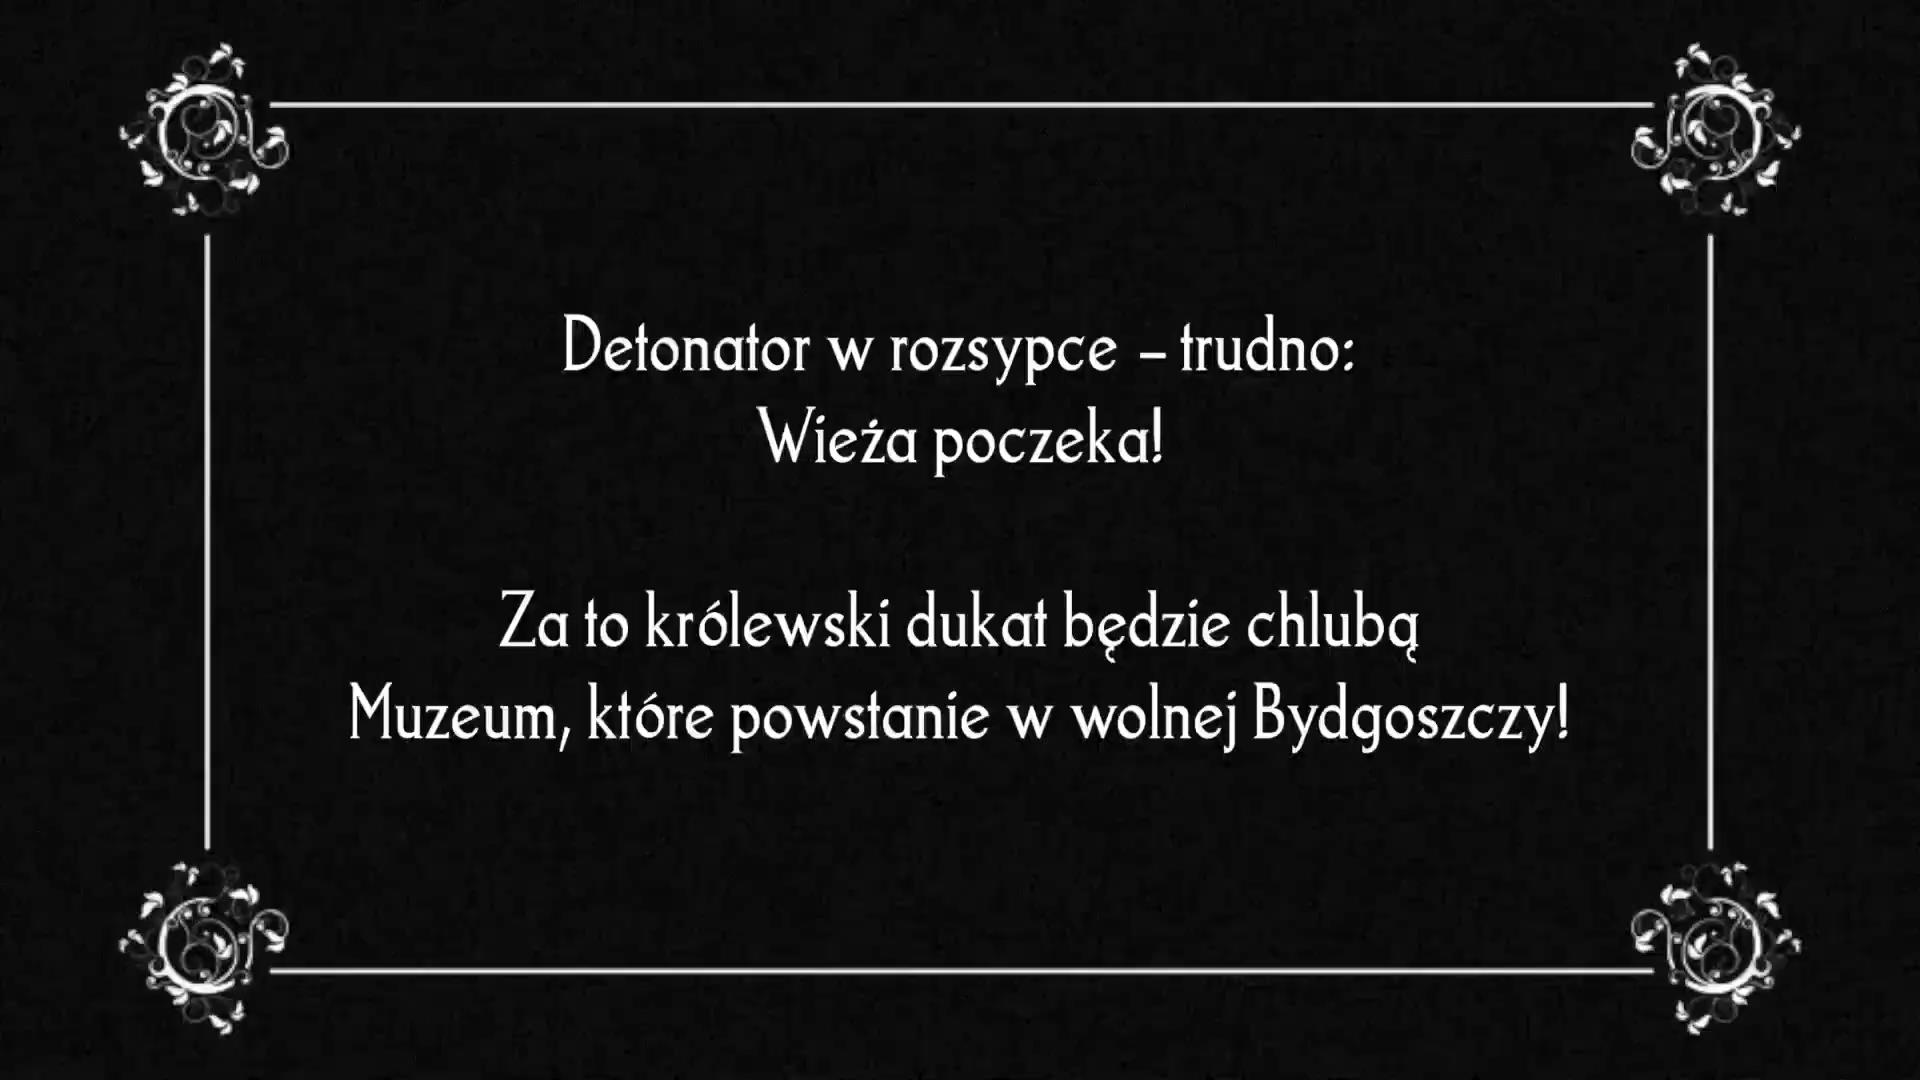 Detonator w rozsypce – trudno:
Wieża poczeka!
Za to królewski dukat będzie chlubą
Muzeum, które powstanie w wolnej Bydgoszczy!